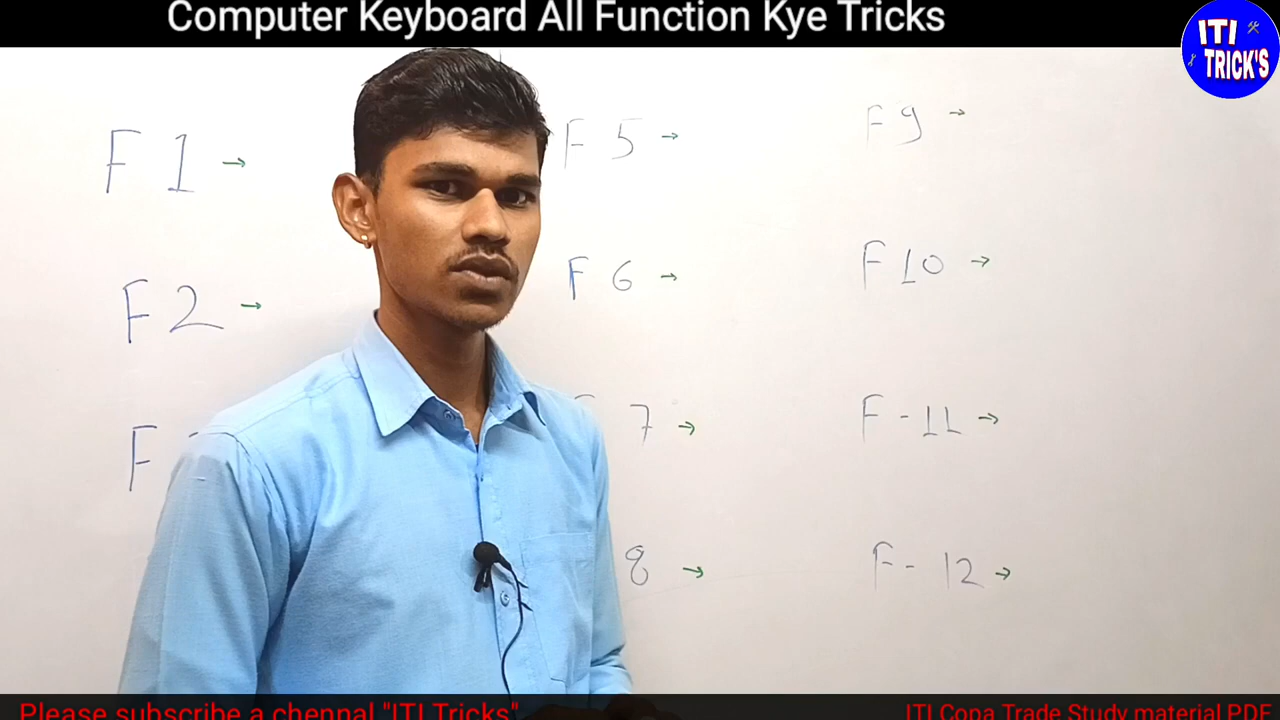 Computer Keyboard All Function Kye Tricks
ITI
TRICK'S
F 1 →
F 2 →
F
F 5 →
F 6 →
7 →
8 →
F 9 →
F 10 →
F - 11 →
F - 12 →
Please subscribe a chennal "ITI Tricks"
ITI Copa Trade Study material PDF